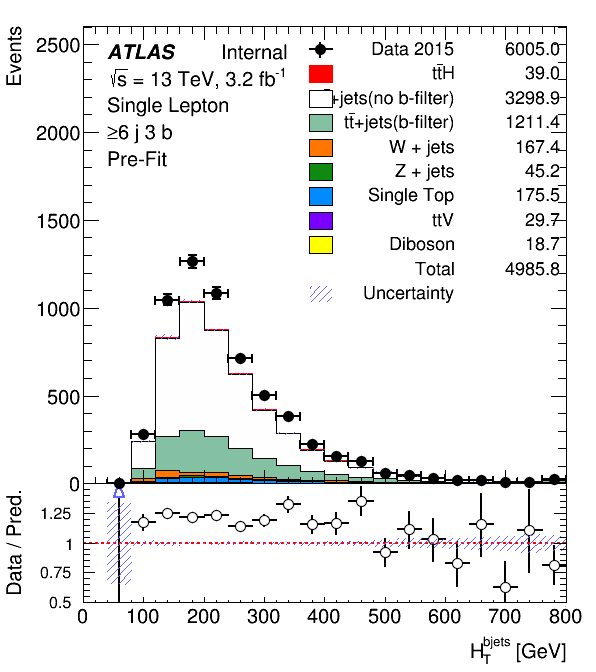 Events
2500
2000
1500
1000
500
0
ATLAS Internal
√s = 13 TeV, 3.2 fb-1
Single Lepton
≥6 j 3 b
Pre-Fit
Data 2015 6005.0
tt̄H 39.0
+jets(no b-filter) 3298.9
tt̄+jets(b-filter) 1211.4
W + jets 167.4
Z + jets 45.2
Single Top 175.5
ttV 29.7
Diboson 18.7
Total 4985.8
Uncertainty
Data / Pred.
1.25
1
0.75
0.5
0 100 200 300 400 500 600 700 800
H_T^bjets [GeV]